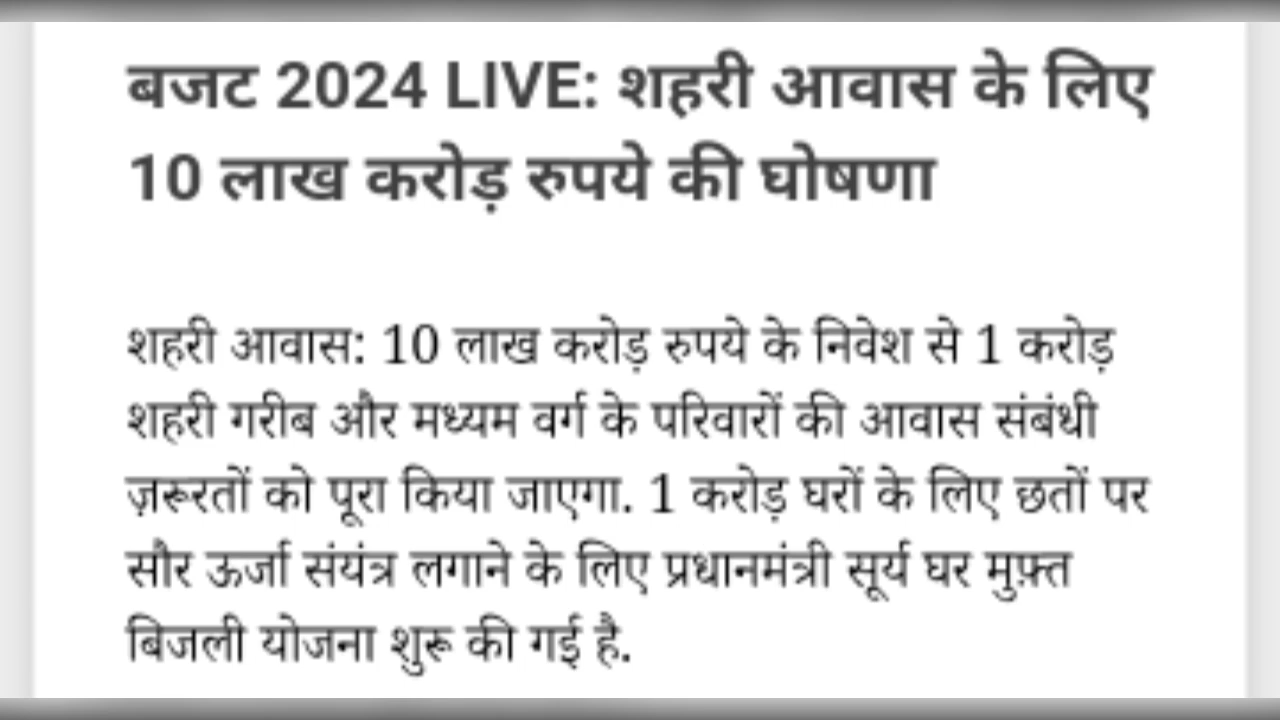 बजट 2024 LIVE: शहरी आवास के लिए
10 लाख करोड़ रुपये की घोषणा
शहरी आवास: 10 लाख करोड़ रुपये के निवेश से 1 करोड़
शहरी गरीब और मध्यम वर्ग के परिवारों की आवास संबंधी
ज़रूरतों को पूरा किया जाएगा. 1 करोड़ घरों के लिए छतों पर
सौर ऊर्जा संयंत्र लगाने के लिए प्रधानमंत्री सूर्य घर मुफ़्त
बिजली योजना शुरू की गई है.